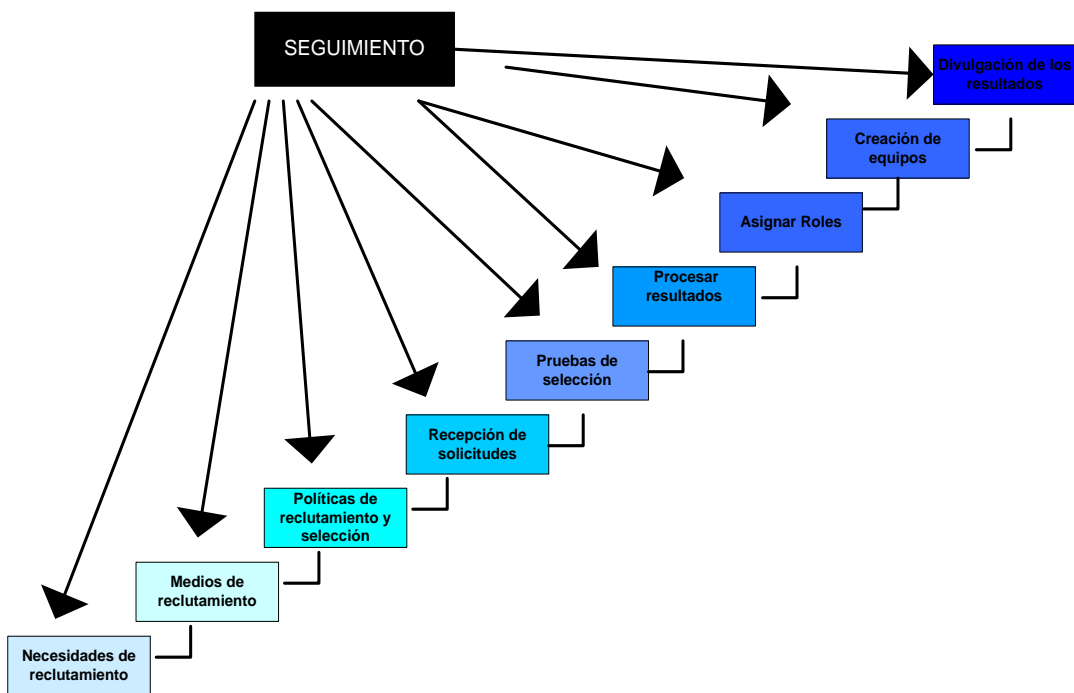 SEGUIMIENTO
Divulgación de los
resultados
Creación de
equipos
Asignar Roles
Procesar
resultados
Pruebas de
selección
Recepción de
solicitudes
Políticas de
reclutamiento y
selección
Medios de
reclutamiento
Necesidades de
reclutamiento